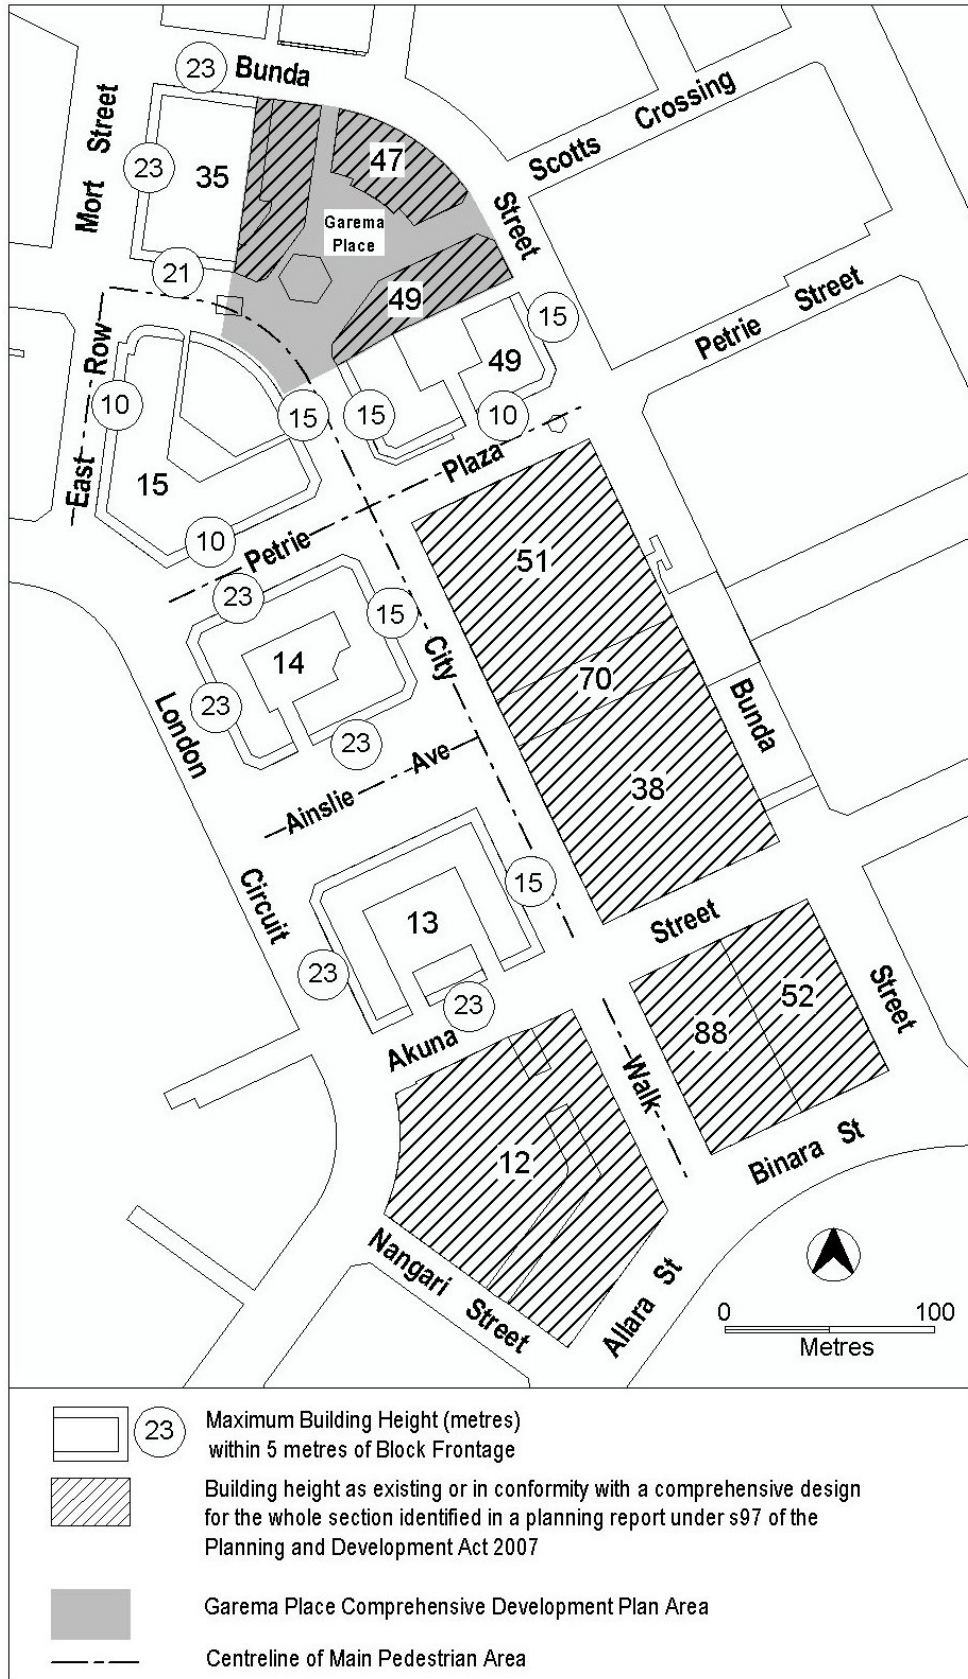 23
Bunda
Scotts Crossing
Mort Street
23
35
47
Street
Garema
Place
21
49
15
Petrie Street
49
East Row
10
15
15
10
Plaza
15
10
Petrie
51
23
15
City
14
70
Bunda
23
London
23
38
Ainslie Ave
15
Circuit
13
Street
23
23
52
Street
88
Akuna
Walk
12
Binara St
Nangari Street
Allara St
0 100
Metres
23
Maximum Building Height (metres)
within 5 metres of Block Frontage
Building height as existing or in conformity with a comprehensive design
for the whole section identified in a planning report under s97 of the
Planning and Development Act 2007
Garema Place Comprehensive Development Plan Area
Centreline of Main Pedestrian Area